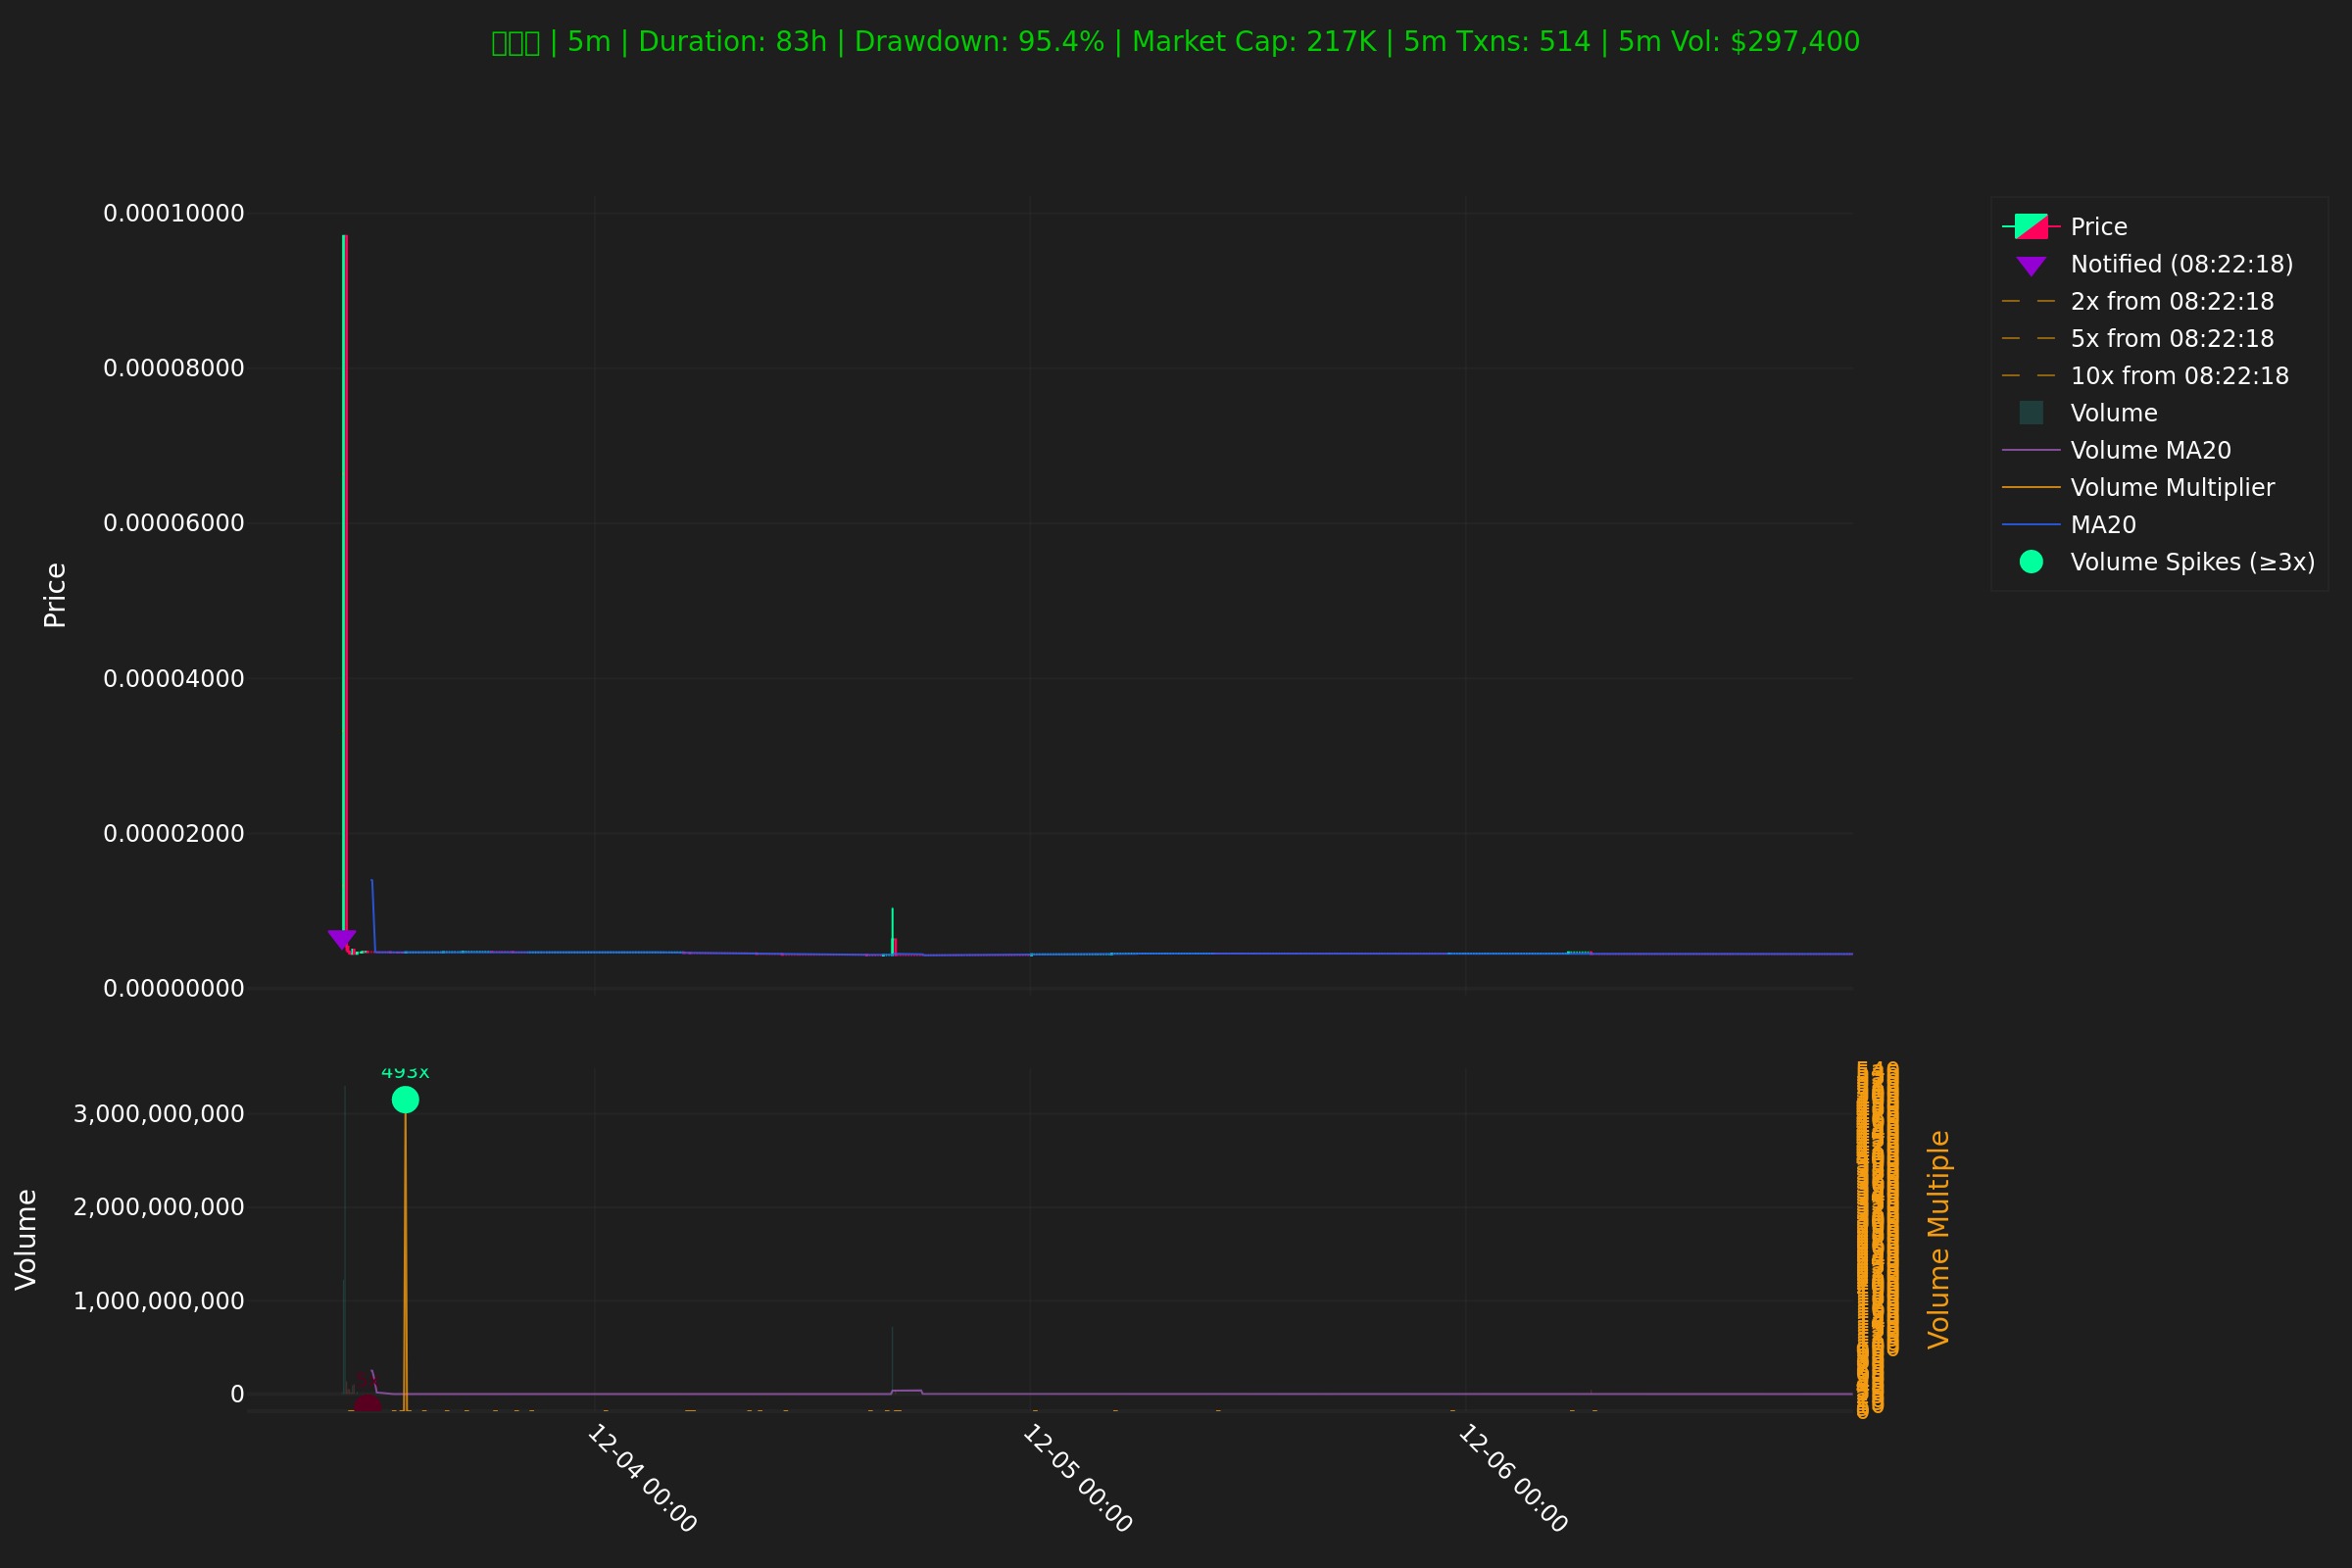 | 5m | Duration: 83h | Drawdown: 95.4% | Market Cap: 217K | 5m Txns: 514 | 5m Vol: $297,400
Price
0.00010000
0.00008000
0.00006000
0.00004000
0.00002000
0.00000000
Price
Notified (08:22:18)
2x from 08:22:18
5x from 08:22:18
10x from 08:22:18
Volume
Volume MA20
Volume Multiplier
MA20
Volume Spikes (≥3x)
Volume
3,000,000,000
2,000,000,000
1,000,000,000
0
493x
Volume Multiple
12-04 00:00
12-05 00:00
12-06 00:00